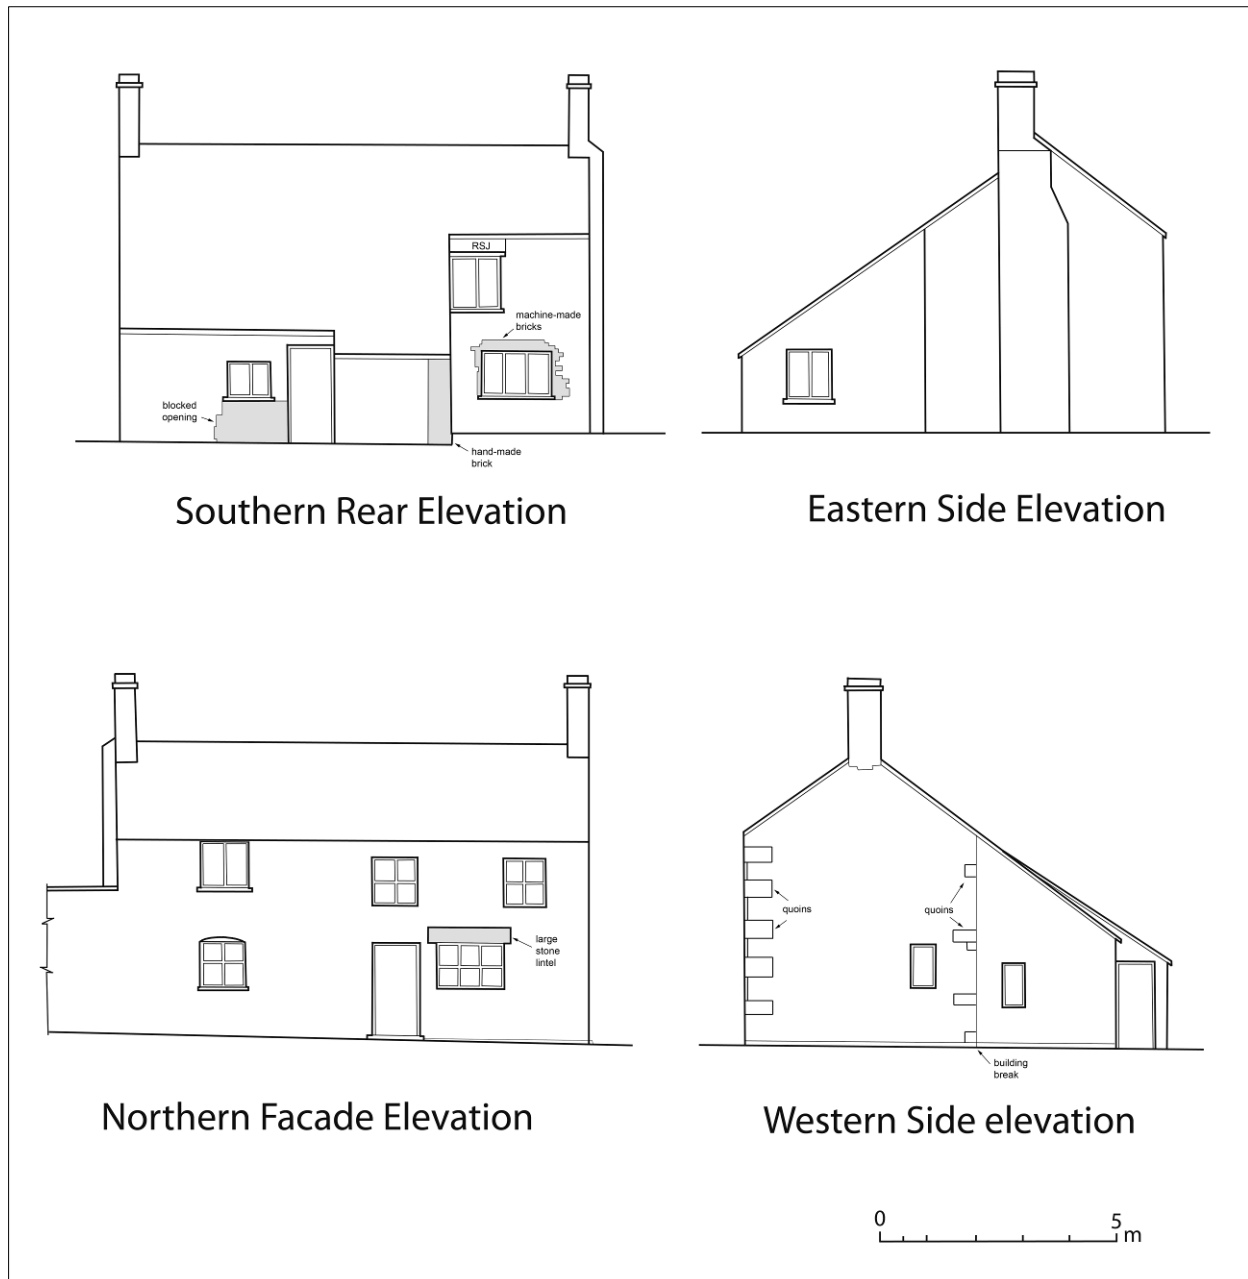 RSJ
machine-made
bricks
blocked
opening
hand-made
brick
Southern Rear Elevation
Eastern Side Elevation
large
stone
lintel
quoins
quoins
building
break
Northern Facade Elevation
Western Side elevation
0
5
m